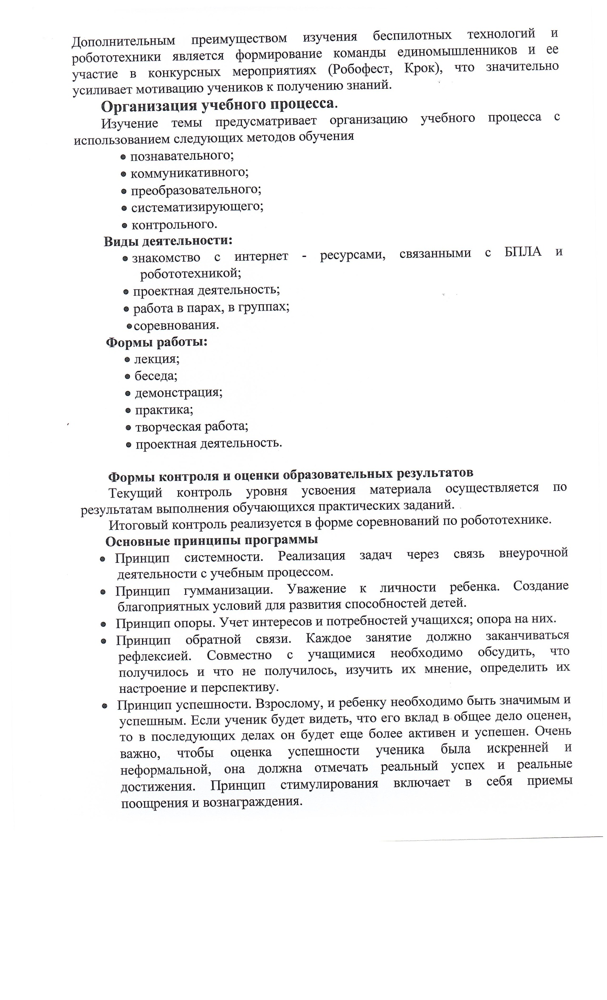 Дополнительным преимуществом изучения беспилотных технологий и
робототехники является формирование команды единомышленников и ее
участие в конкурсных мероприятиях (Робофест, Крок), что значительно
усиливает мотивацию учеников к получению знаний.
Организация учебного процесса.
Изучение темы предусматривает организацию учебного процесса с
использованием следующих методов обучения
• познавательного;
• коммуникативного;
• преобразовательного;
• систематизирующего;
• контрольного.
Виды деятельности:
• знакомство с интернет - ресурсами, связанными с БПЛА и
робототехникой;
• проектная деятельность;
• работа в парах, в группах;
• соревнования.
Формы работы:
• лекция;
• беседа;
• демонстрация;
• практика;
• творческая работа;
• проектная деятельность.
Формы контроля и оценки образовательных результатов
Текущий контроль уровня усвоения материала осуществляется по
результатам выполнения обучающихся практических заданий.
Итоговый контроль реализуется в форме соревнований по робототехнике.
Основные принципы программы
• Принцип системности. Реализация задач через связь внеурочной
деятельности с учебным процессом.
• Принцип гумманизации. Уважение к личности ребенка. Создание
благоприятных условий для развития способностей детей.
• Принцип опоры. Учет интересов и потребностей учащихся; опора на них.
• Принцип обратной связи. Каждое занятие должно заканчиваться
рефлексией. Совместно с учащимися необходимо обсудить, что
получилось и что не получилось, изучить их мнение, определить их
настроение и перспективу.
• Принцип успешности. Взрослому, и ребенку необходимо быть значимым и
успешным. Если ученик будет видеть, что его вклад в общее дело оценен,
то в последующих делах он будет еще более активен и успешен. Очень
важно, чтобы оценка успешности ученика была искренней и
неформальной, она должна отмечать реальный успех и реальные
достижения. Принцип стимулирования включает в себя приемы
поощрения и вознаграждения.